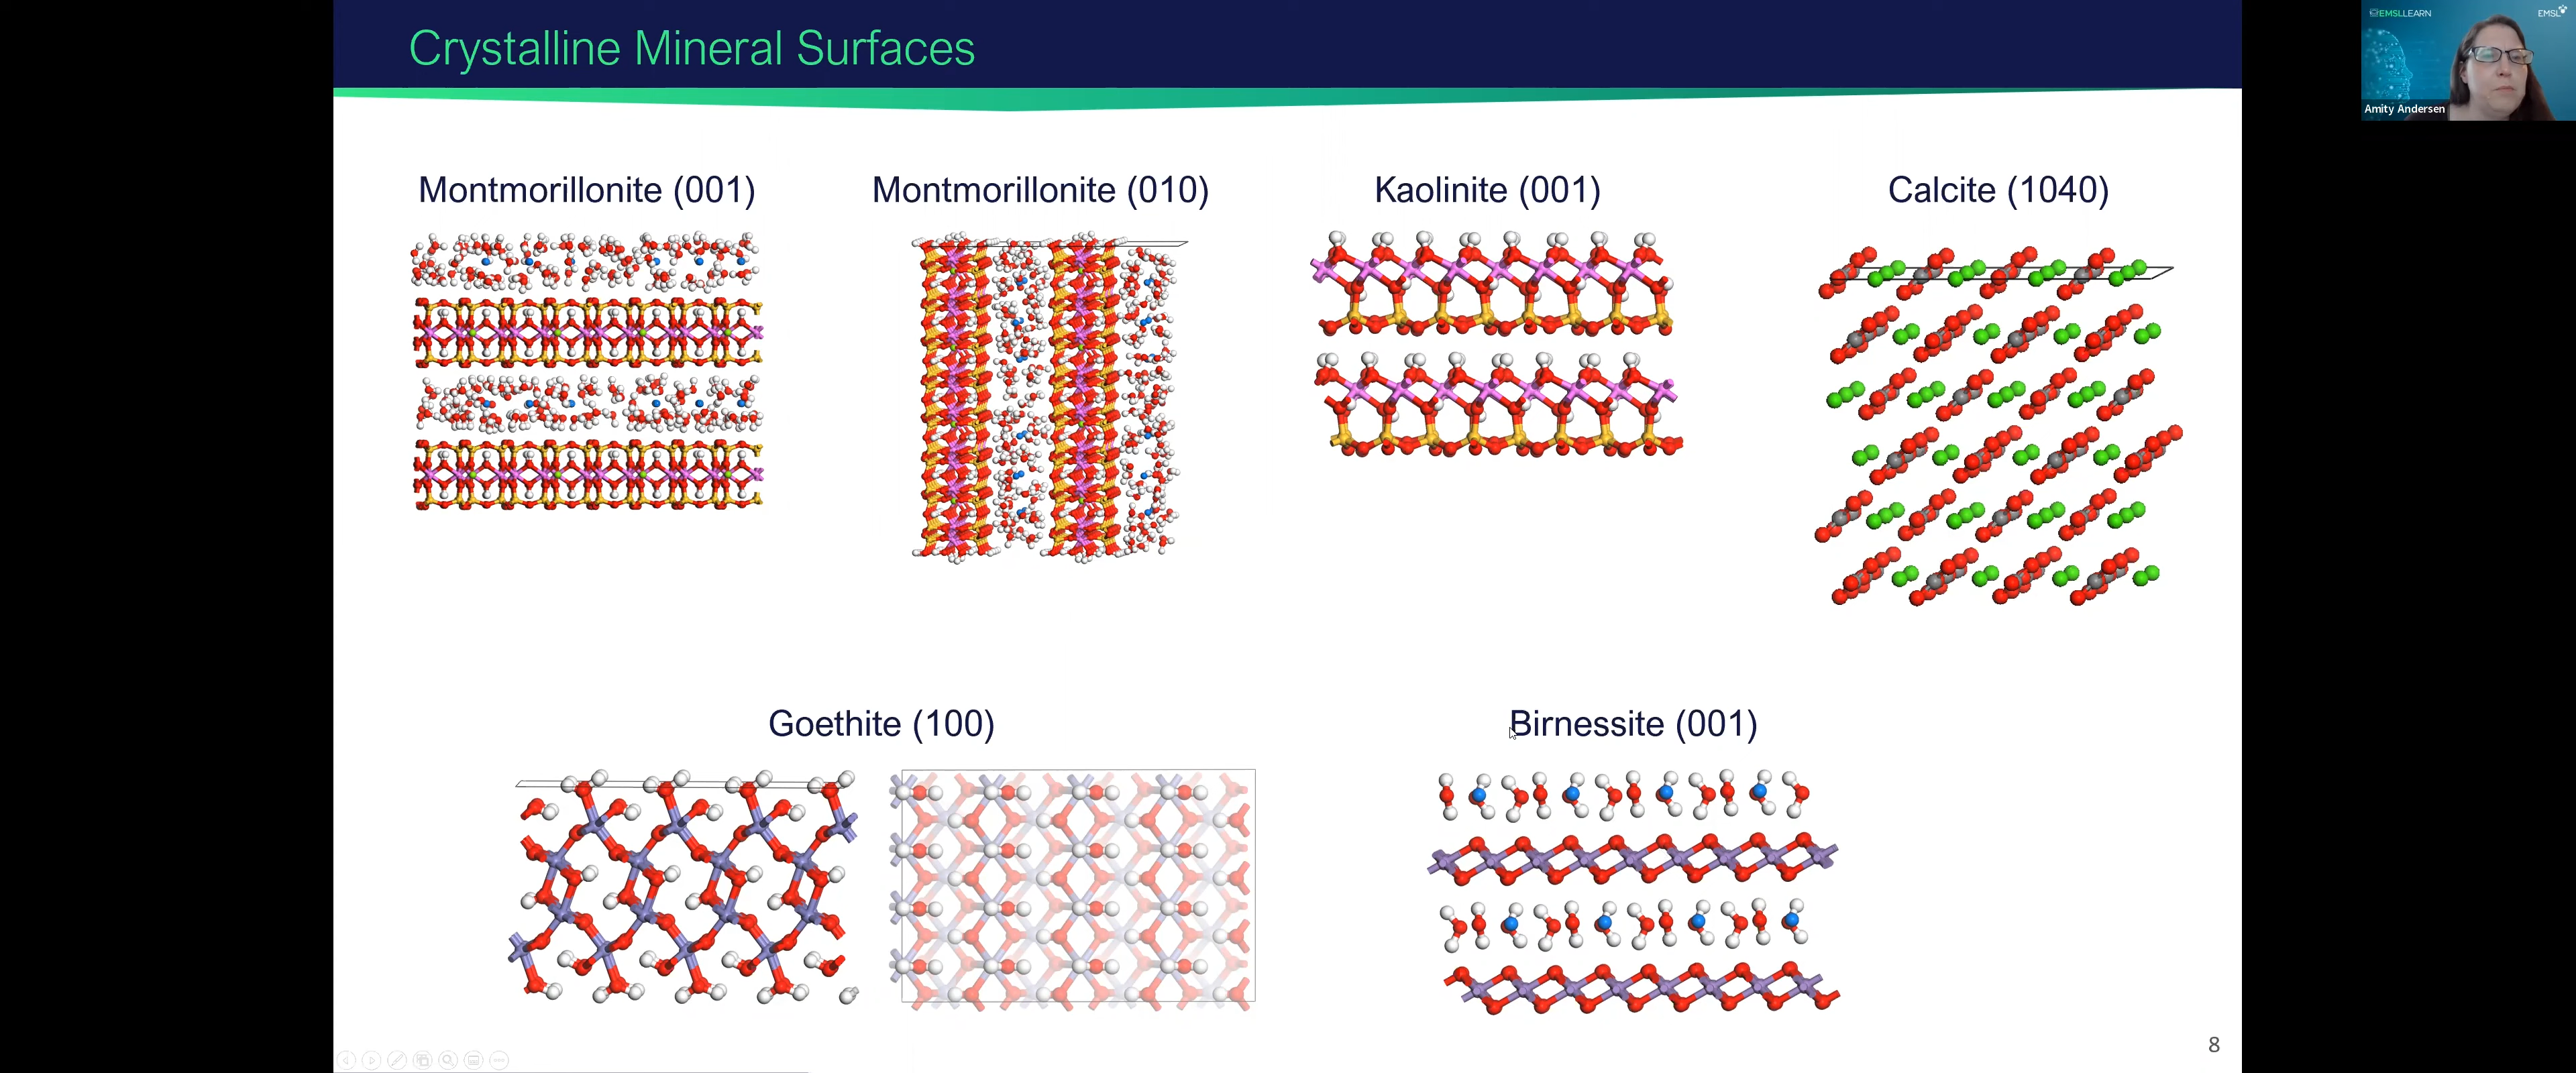 Crystalline Mineral Surfaces
EMSLLEARN
EMSL
Amity Andersen
Montmorillonite (001)
Montmorillonite (010)
Kaolinite (001)
Calcite (1040)
Goethite (100)
Birnessite (001)
8